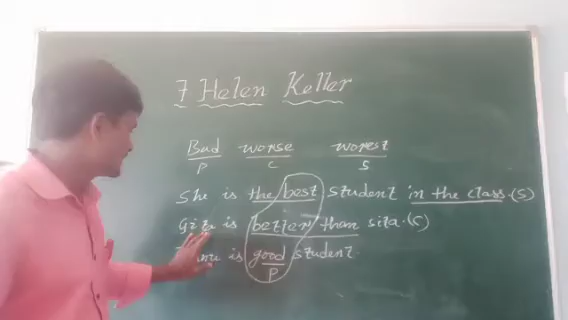 7 Helen Keller
Bad worse worst
P C S
She is the best student in the class. (S)
Gita is better than sita. (C)
is good student.
P